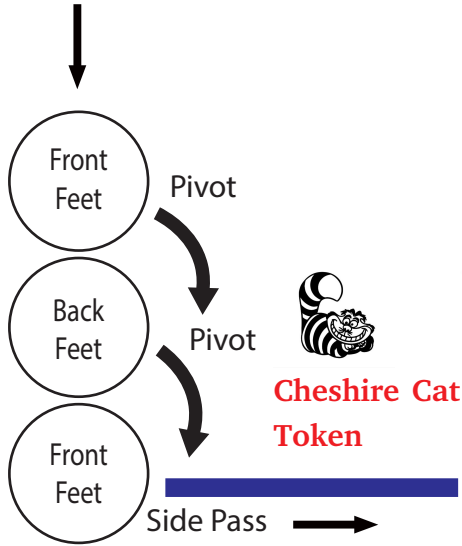 Front
Feet
Pivot
Back
Feet
Pivot
Cheshire Cat
Token
Front
Feet
Side Pass